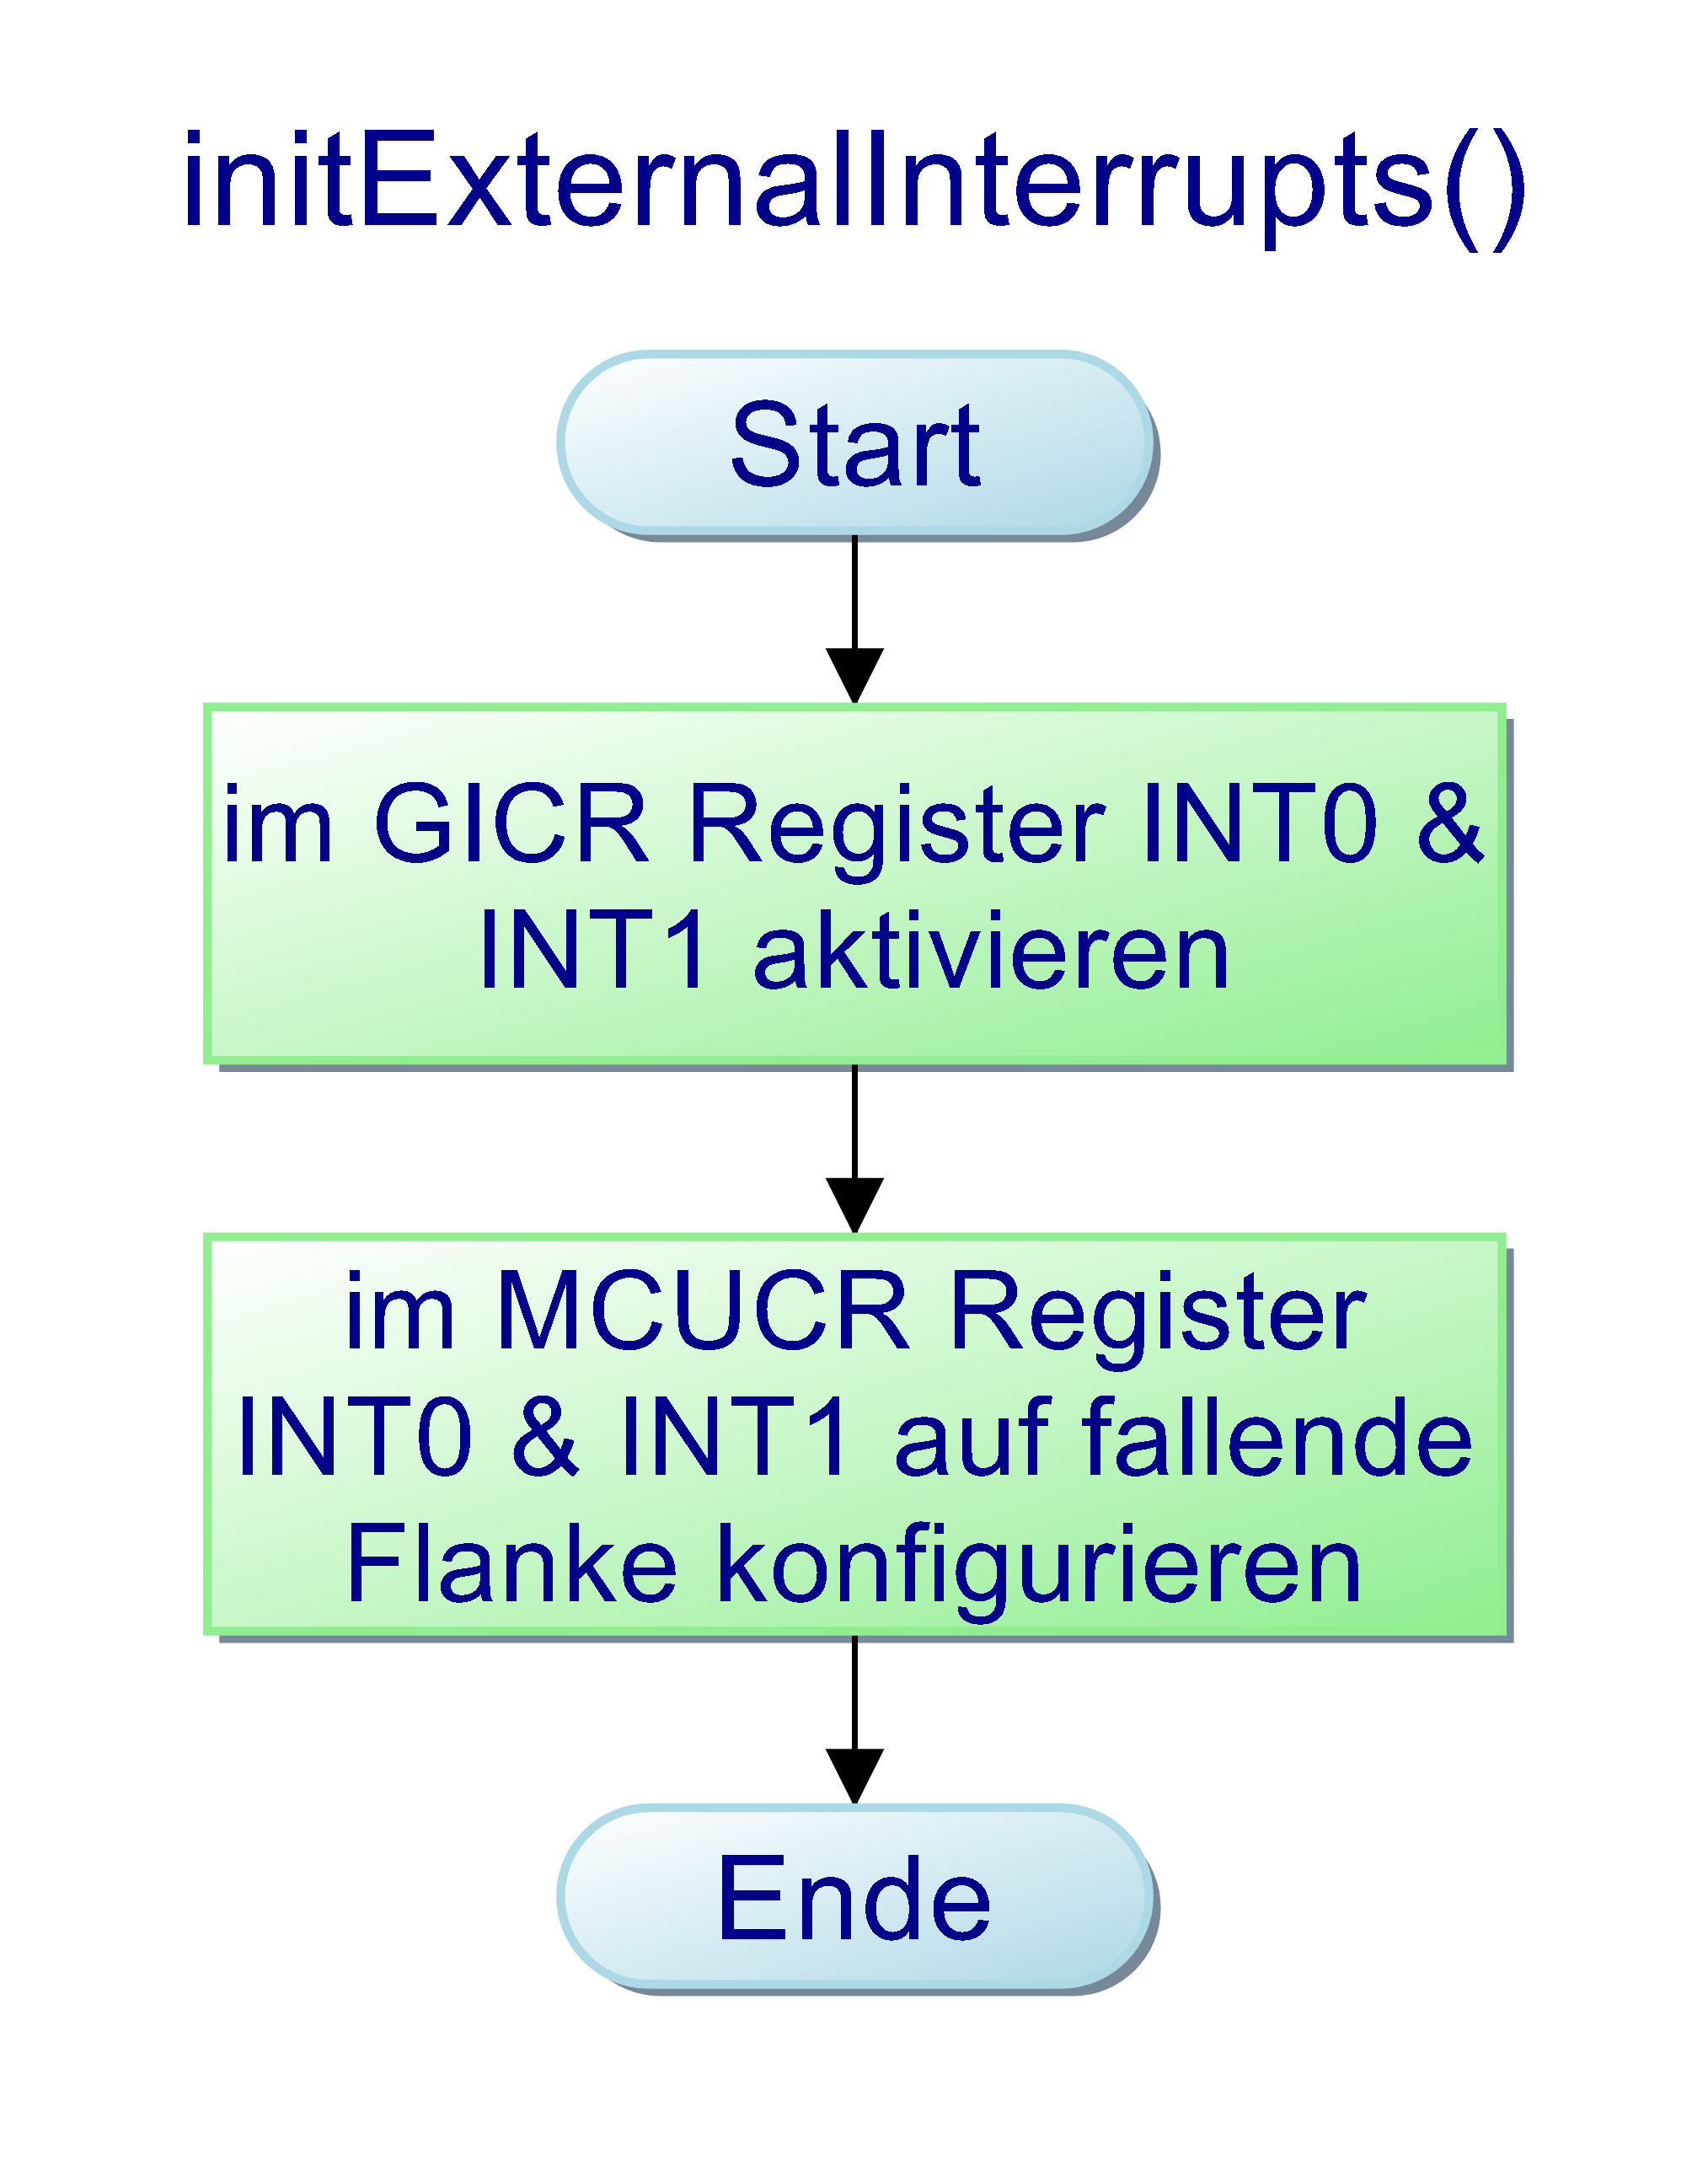 initExternalInterrupts()
Start
im GICR Register INT0 &
INT1 aktivieren
im MCUCR Register
INT0 & INT1 auf fallende
Flanke konfigurieren
Ende